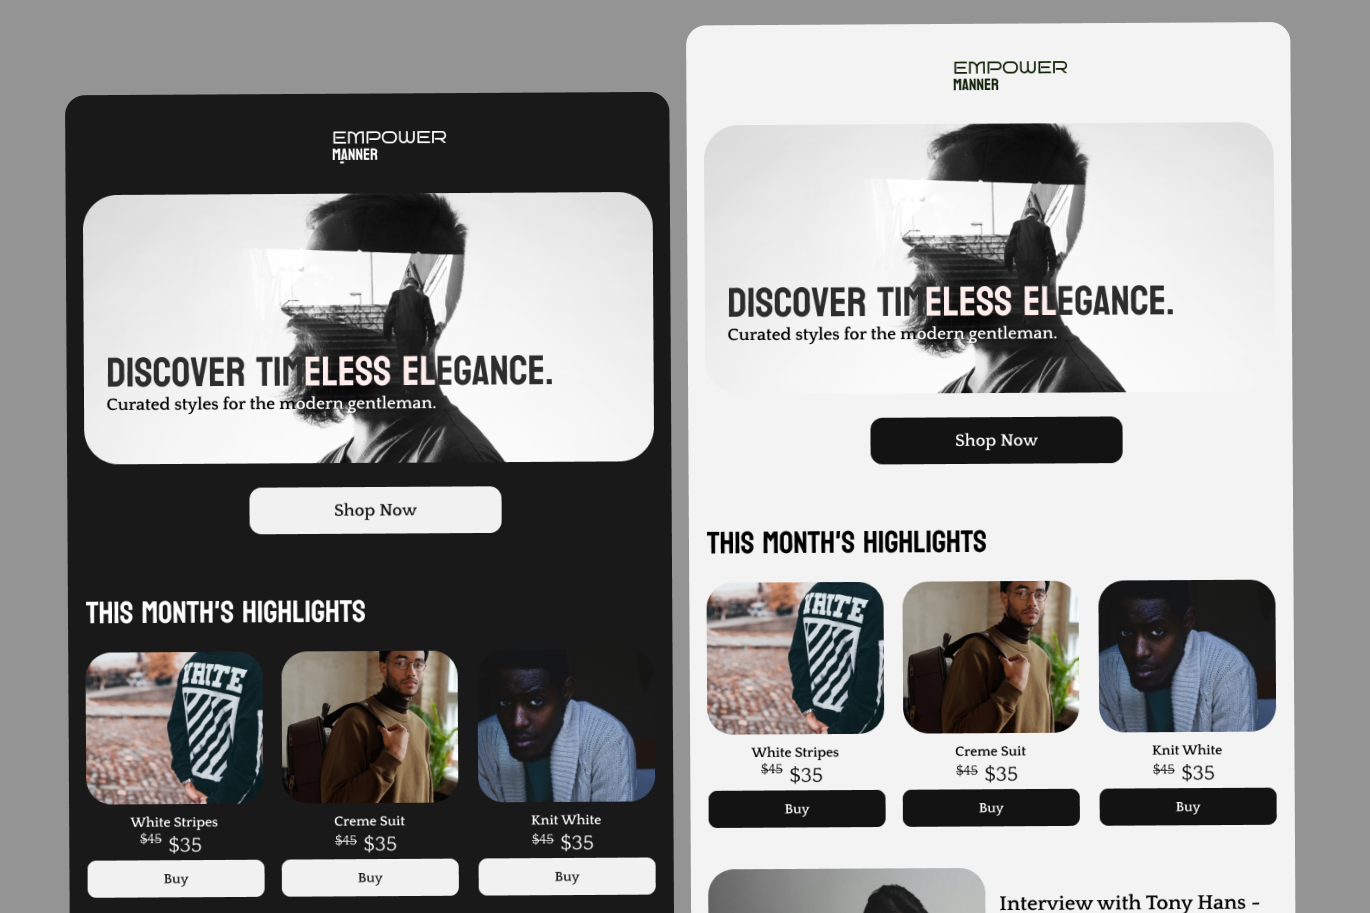 EMPOWER
MANNER
DISCOVER TIMELESS ELEGANCE.
Curated styles for the modern gentleman.
Shop Now
THIS MONTH'S HIGHLIGHTS
WHITE
White Stripes
$45 $35
Buy
Creme Suit
$45 $35
Buy
Knit White
$45 $35
Buy
EMPOWER
MANNER
DISCOVER TIMELESS ELEGANCE.
Curated styles for the modern gentleman.
Shop Now
THIS MONTH'S HIGHLIGHTS
WHITE
White Stripes
$45 $35
Buy
Creme Suit
$45 $35
Buy
Knit White
$45 $35
Buy
Interview with Tony Hans -